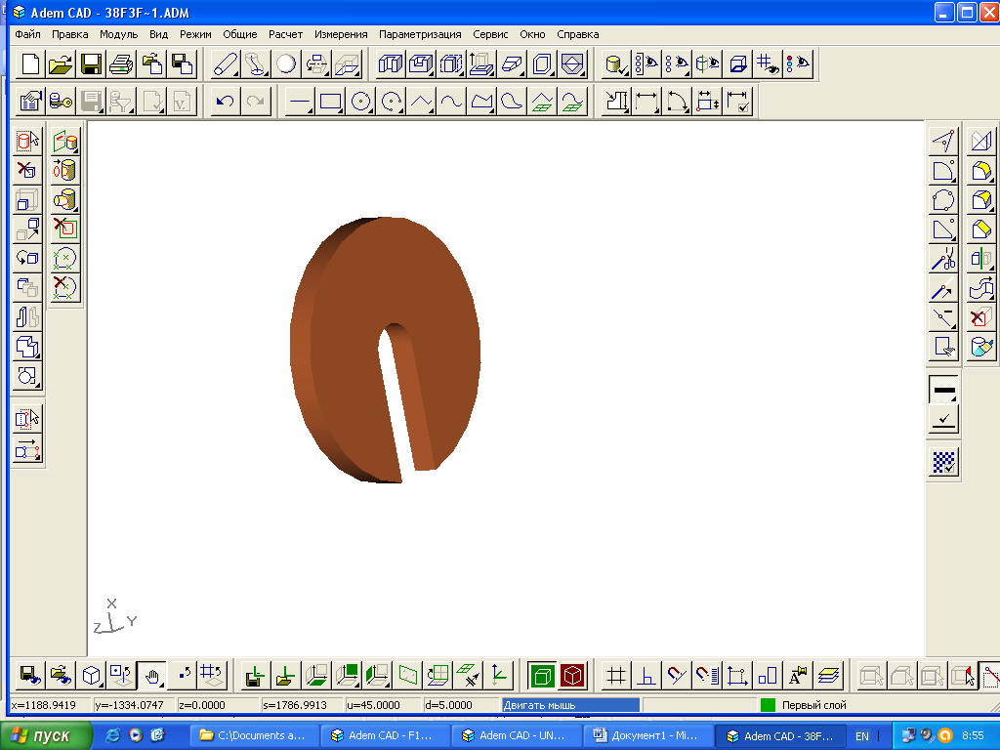 Adem CAD - 38F3F~1.ADM
Файл Правка Модуль Вид Режим Общие Расчет Измерения Параметризация Сервис Окно Справка
X
Z Y
x=1188.9419 y=-1334.0747 z=0.0000 s=1786.9913 u=45.0000 d=5.0000 Двигать мышь Первый слой
пуск C:\Documents a... Adem CAD - F1... Adem CAD - UN... Документ1 - Mi... Adem CAD - 38F... EN 8:55